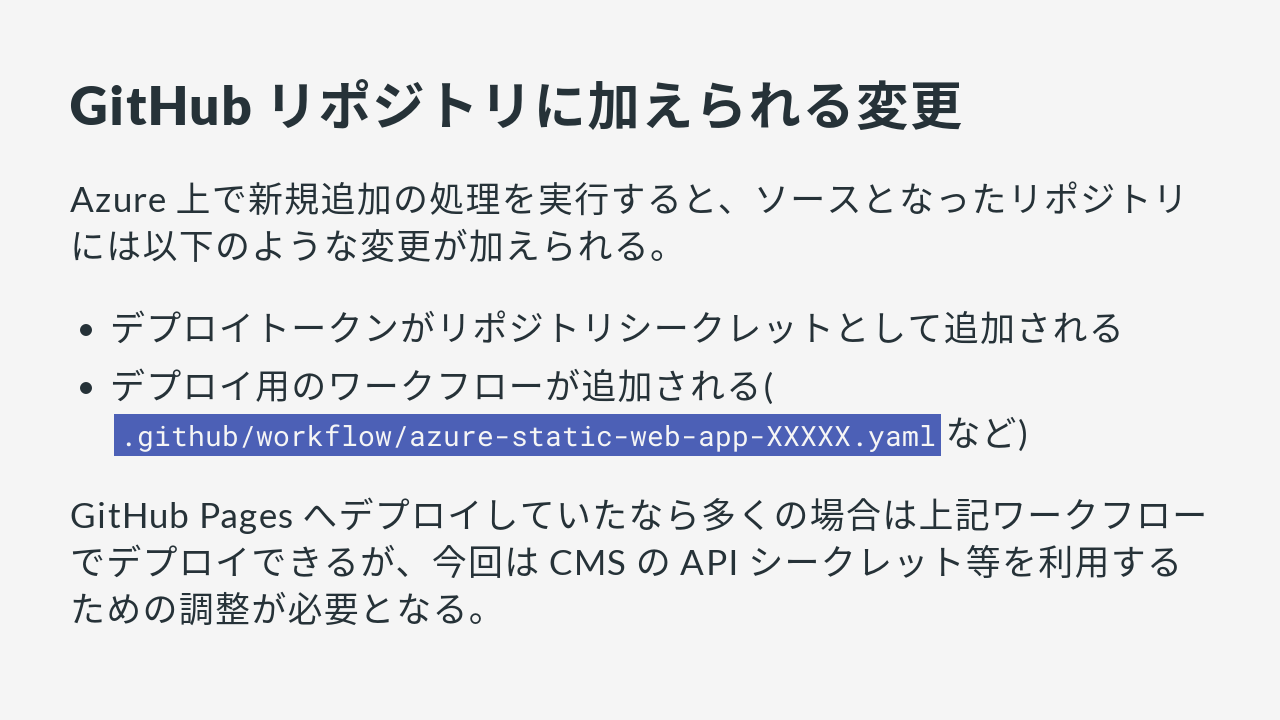 GitHub リポジトリに加えられる変更
Azure 上で新規追加の処理を実行すると、ソースとなったリポジトリ
には以下のような変更が加えられる。
• デプロイトークンがリポジトリシークレットとして追加される
• デプロイ用のワークフローが追加される(
.github/workflow/azure-static-web-app-XXXXX.yaml など)
GitHub Pages へデプロイしていたなら多くの場合は上記ワークフロー
でデプロイできるが、今回は CMS の API シークレット等を利用する
ための調整が必要となる。